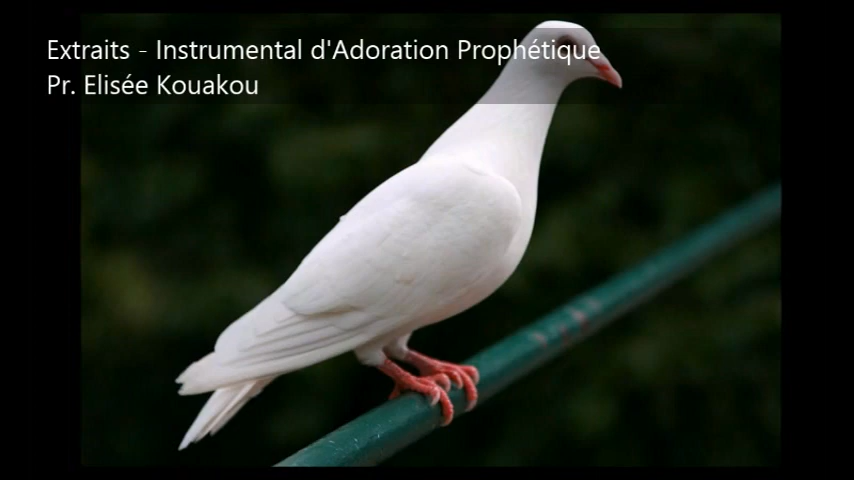 Extraits - Instrumental d'Adoration Prophétique
Pr. Elisée Kouakou